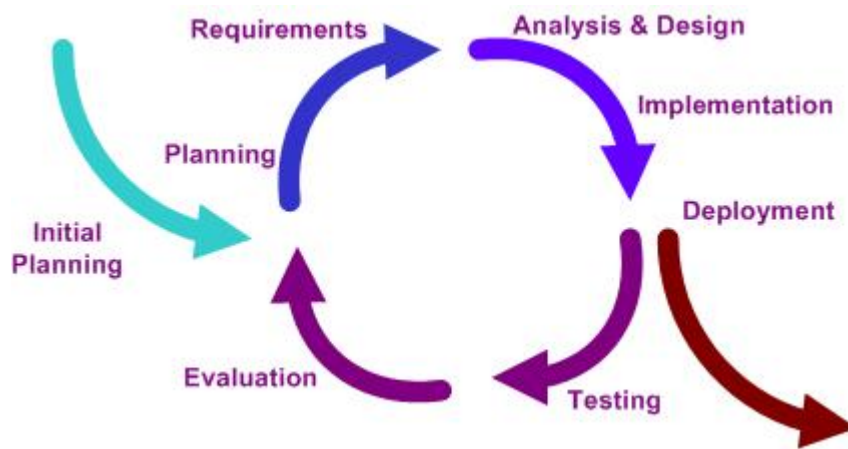 Requirements
Analysis & Design
Implementation
Planning
Deployment
Initial
Planning
Evaluation
Testing